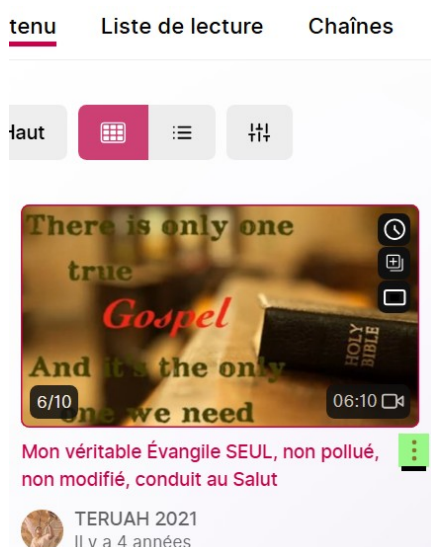 tenu Liste de lecture Chaînes
Haut
There is only one
true
Gospel
And it's the only
one we need
HOLY
BIBLE
6/10
06:10
Mon véritable Évangile SEUL, non pollué,
non modifié, conduit au Salut
TERUAH 2021
Il y a 4 années